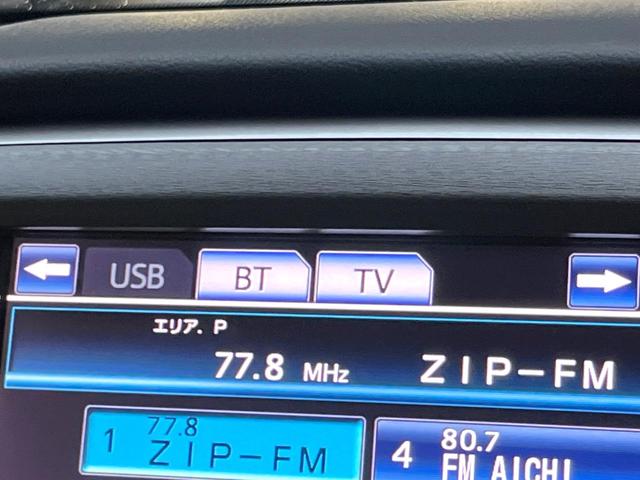 USB BT TV
エリア. P
77.8 MHz ZIP-FM
1 77.8 ZIP-FM
4 80.7 FM AICHI